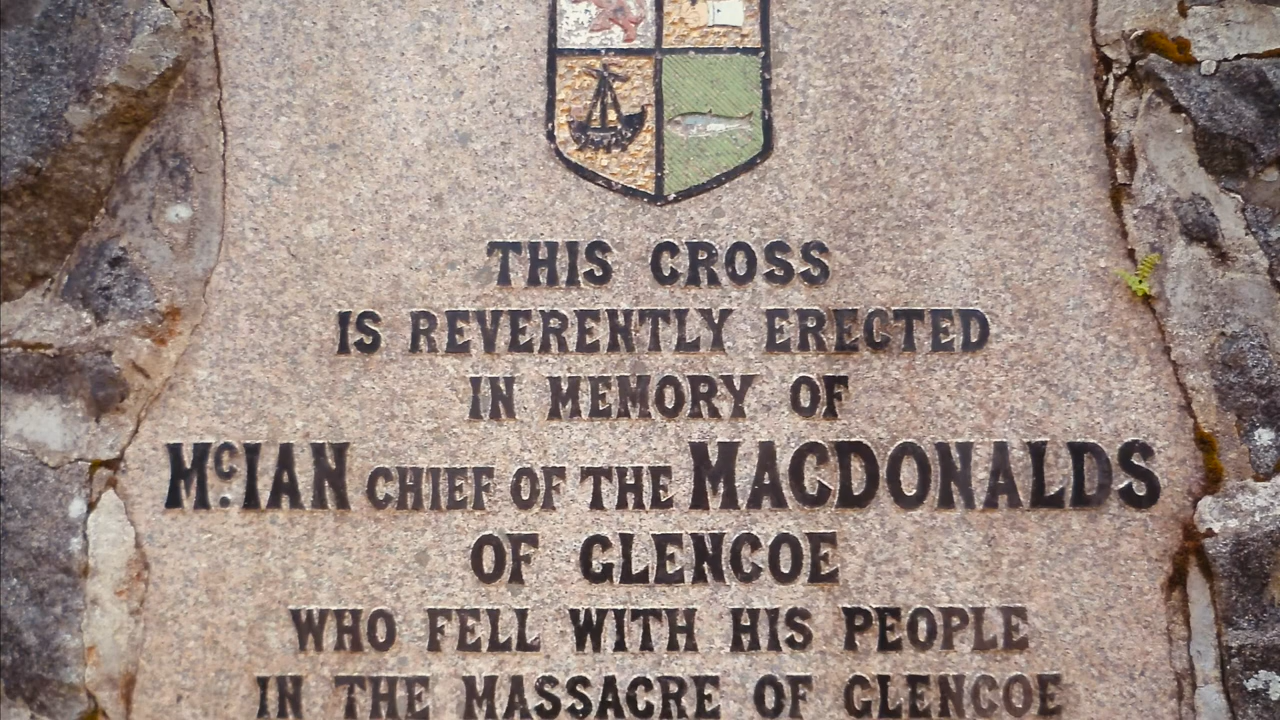 THIS CROSS
IS REVERENTLY ERECTED
IN MEMORY OF
McIAN CHIEF OF THE MACDONALDS
OF GLENCOE
WHO FELL WITH HIS PEOPLE
IN THE MASSACRE OF GLENCOE